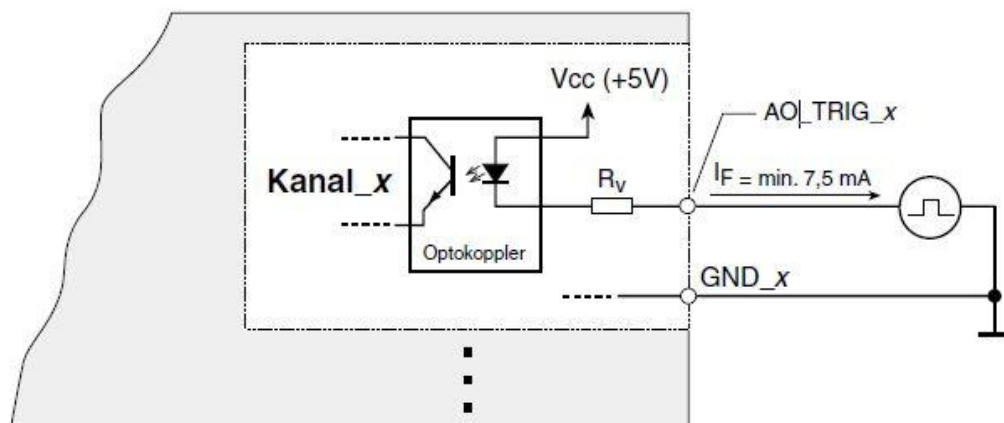 Vcc (+5V)
AO_TRIG_x
Kanal_x
Rv
IF = min. 7,5 mA
Optokoppler
GND_x